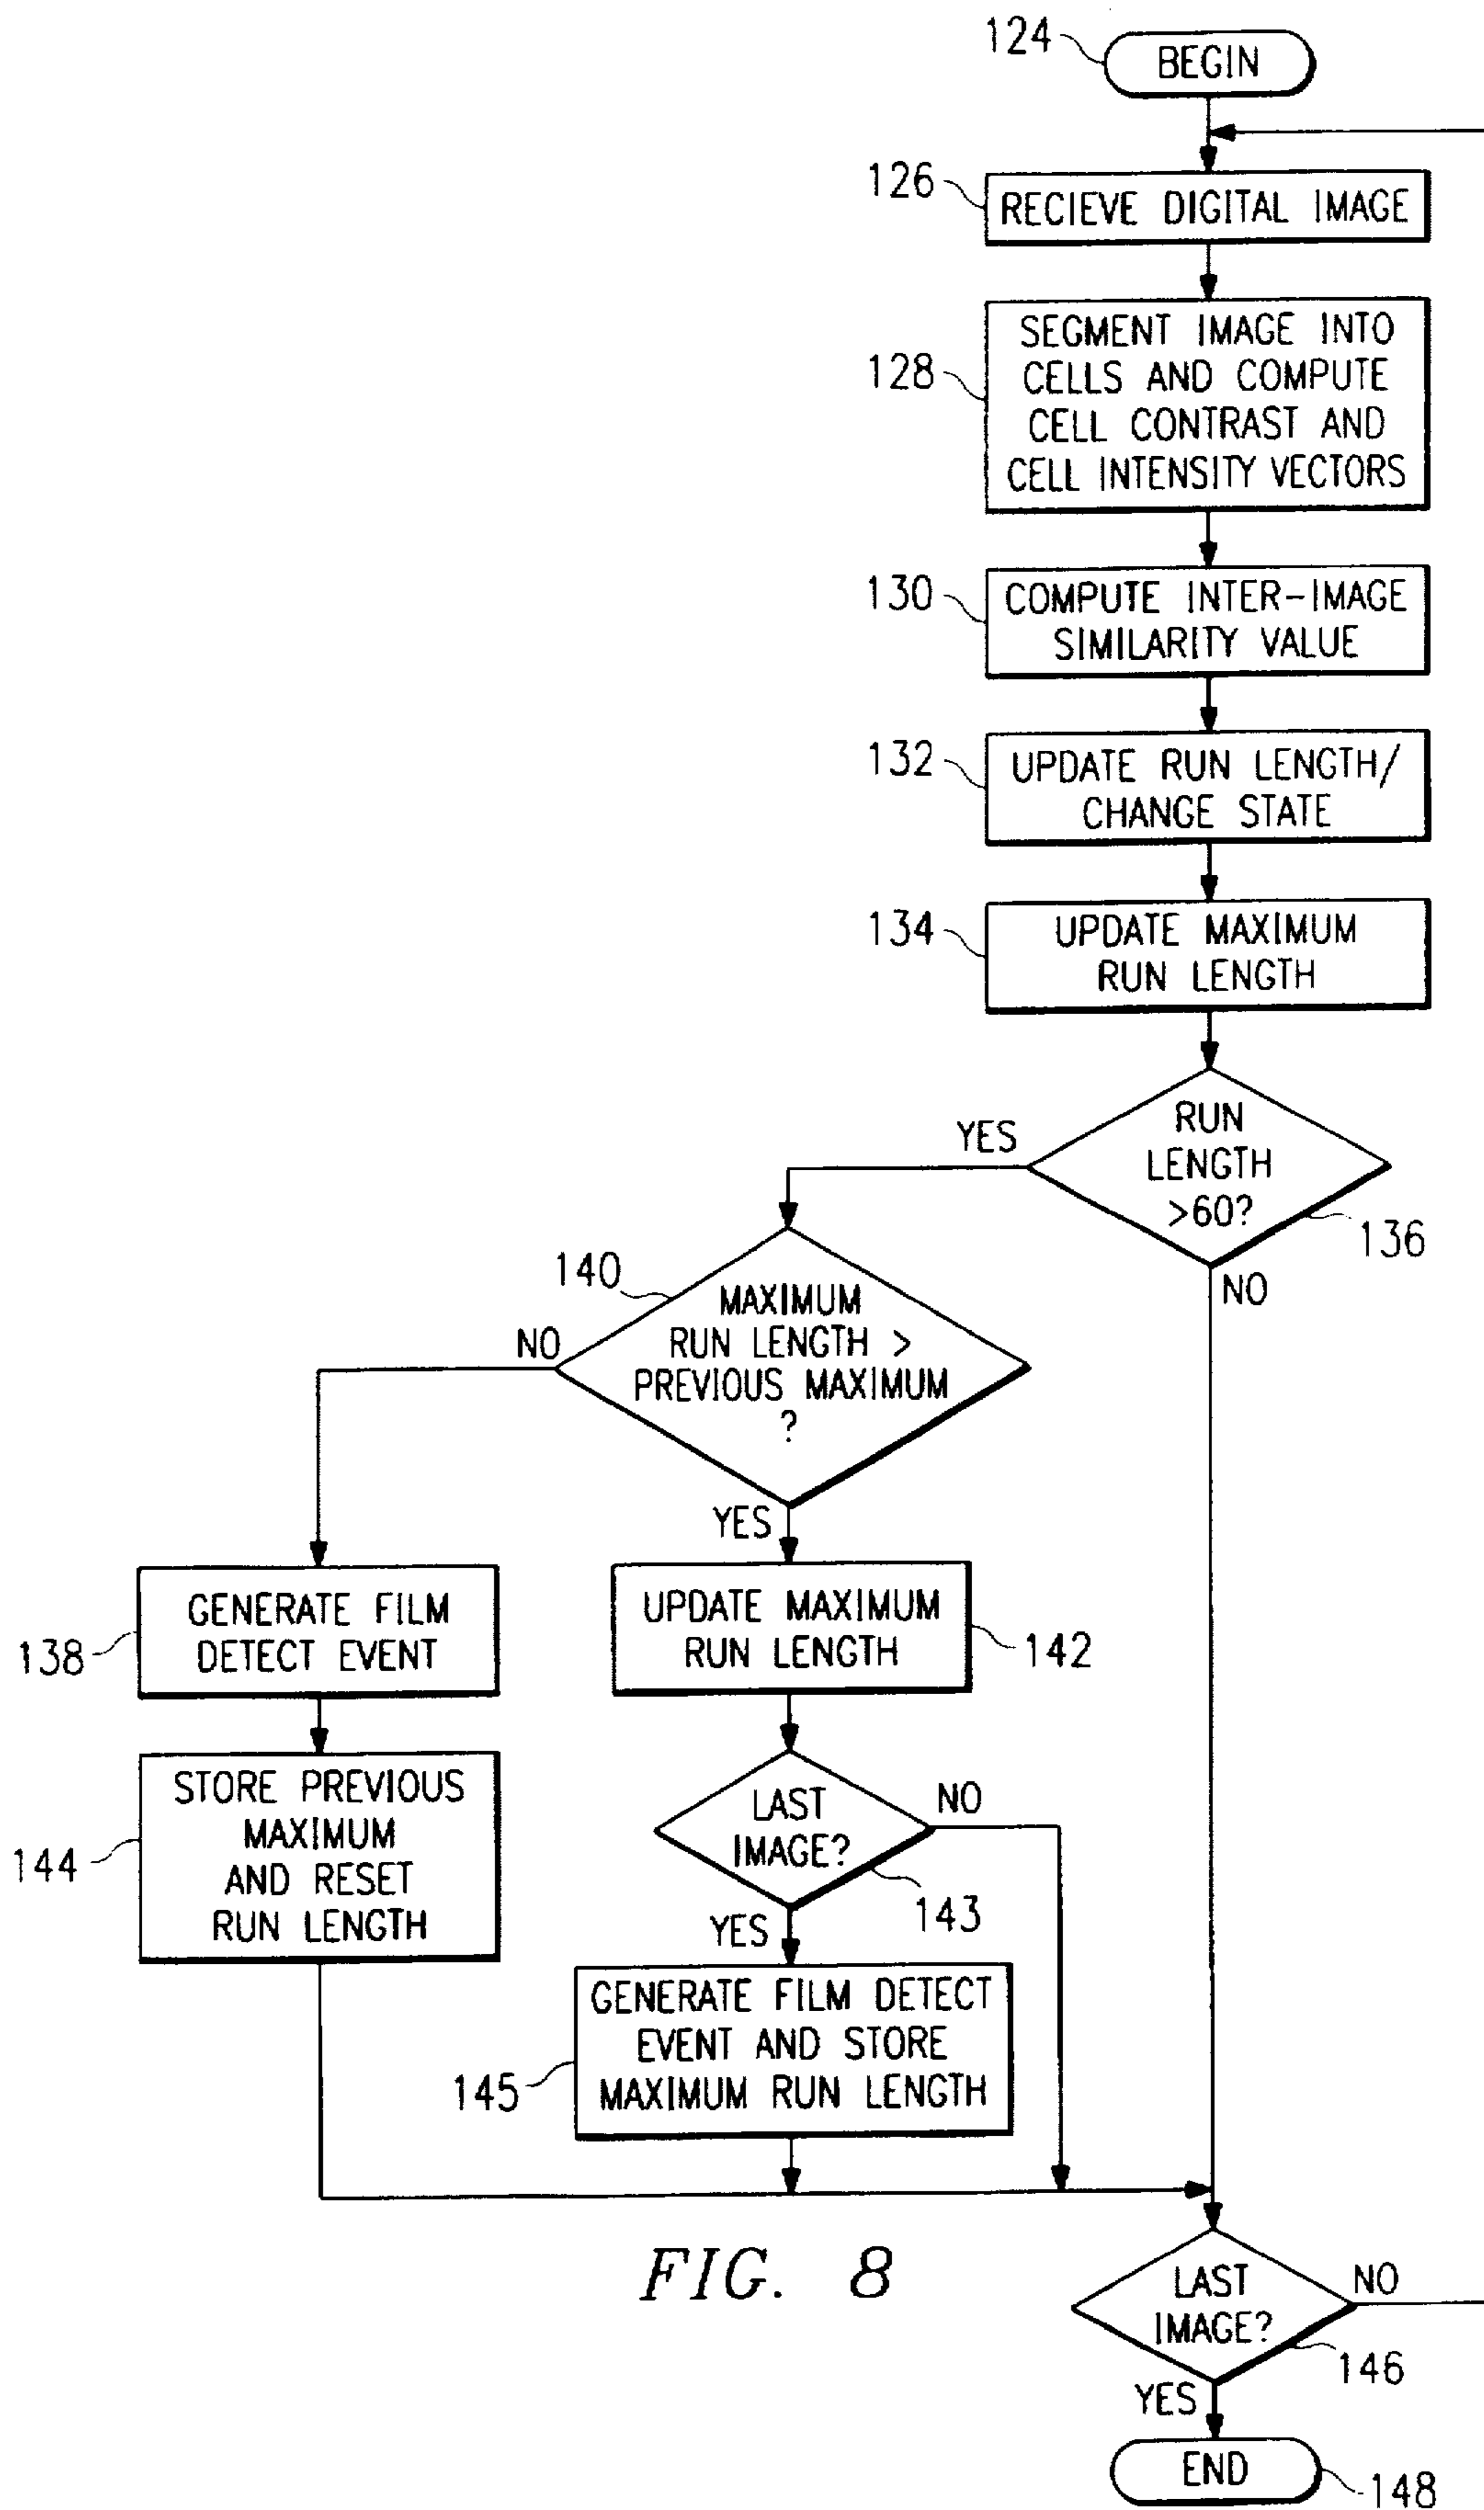 124
BEGIN
126
RECIEVE DIGITAL IMAGE
128
SEGMENT IMAGE INTO
CELLS AND COMPUTE
CELL CONTRAST AND
CELL INTENSITY VECTORS
130
COMPUTE INTER-IMAGE
SIMILARITY VALUE
132
UPDATE RUN LENGTH/
CHANGE STATE
134
UPDATE MAXIMUM
RUN LENGTH
YES
RUN
LENGTH
>60?
136
NO
140
MAXIMUM
RUN LENGTH >
PREVIOUS MAXIMUM
?
NO
YES
GENERATE FILM
DETECT EVENT
138
UPDATE MAXIMUM
RUN LENGTH
142
STORE PREVIOUS
MAXIMUM
AND RESET
RUN LENGTH
144
LAST
IMAGE?
NO
143
YES
GENERATE FILM DETECT
EVENT AND STORE
MAXIMUM RUN LENGTH
145
FIG. 8
LAST
IMAGE?
NO
146
YES
END
148